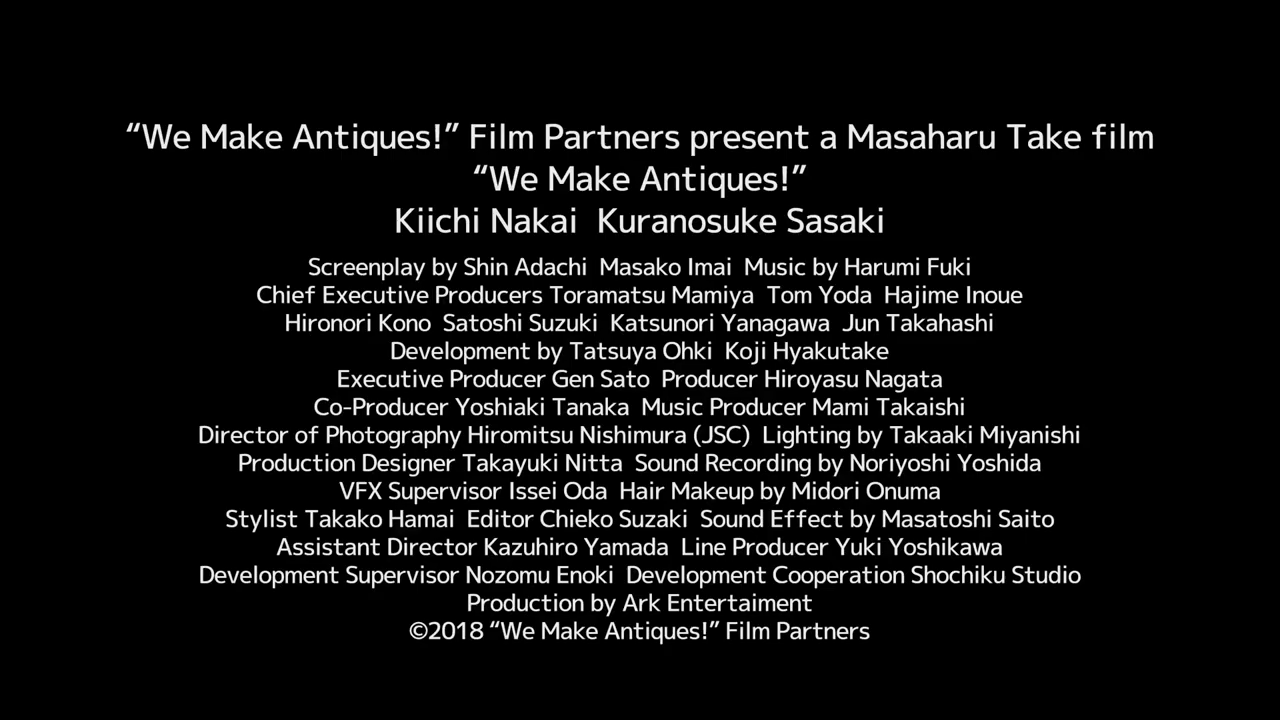 “We Make Antiques!” Film Partners present a Masaharu Take film
“We Make Antiques!”
Kiichi Nakai  Kuranosuke Sasaki
Screenplay by Shin Adachi  Masako Imai  Music by Harumi Fuki
Chief Executive Producers Toramatsu Mamiya  Tom Yoda  Hajime Inoue
Hironori Kono  Satoshi Suzuki  Katsunori Yanagawa  Jun Takahashi
Development by Tatsuya Ohki  Koji Hyakutake
Executive Producer Gen Sato  Producer Hiroyasu Nagata
Co-Producer Yoshiaki Tanaka  Music Producer Mami Takaishi
Director of Photography Hiromitsu Nishimura (JSC)  Lighting by Takaaki Miyanishi
Production Designer Takayuki Nitta  Sound Recording by Noriyoshi Yoshida
VFX Supervisor Issei Oda  Hair Makeup by Midori Onuma
Stylist Takako Hamai  Editor Chieko Suzaki  Sound Effect by Masatoshi Saito
Assistant Director Kazuhiro Yamada  Line Producer Yuki Yoshikawa
Development Supervisor Nozomu Enoki  Development Cooperation Shochiku Studio
Production by Ark Entertaiment
©2018 “We Make Antiques!” Film Partners